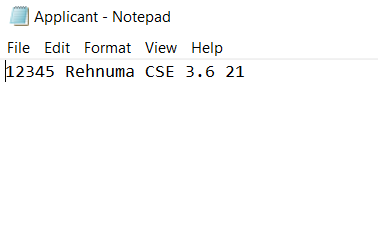 Applicant - Notepad
File Edit Format View Help
12345 Rehnuma CSE 3.6 21